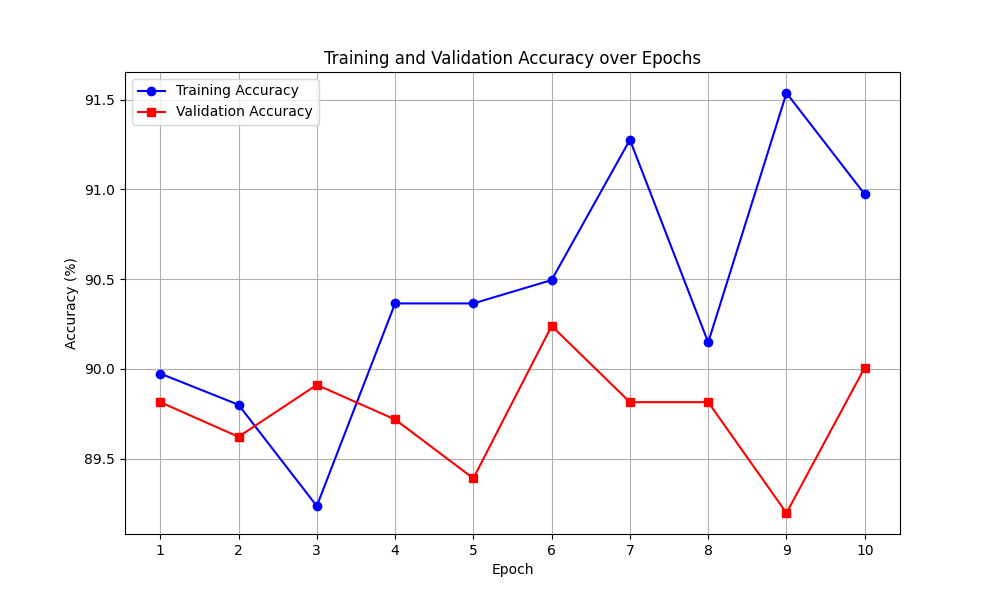 Training and Validation Accuracy over Epochs
Training Accuracy
Validation Accuracy
Accuracy (%)
91.5
91.0
90.5
90.0
89.5
1 2 3 4 5 6 7 8 9 10
Epoch